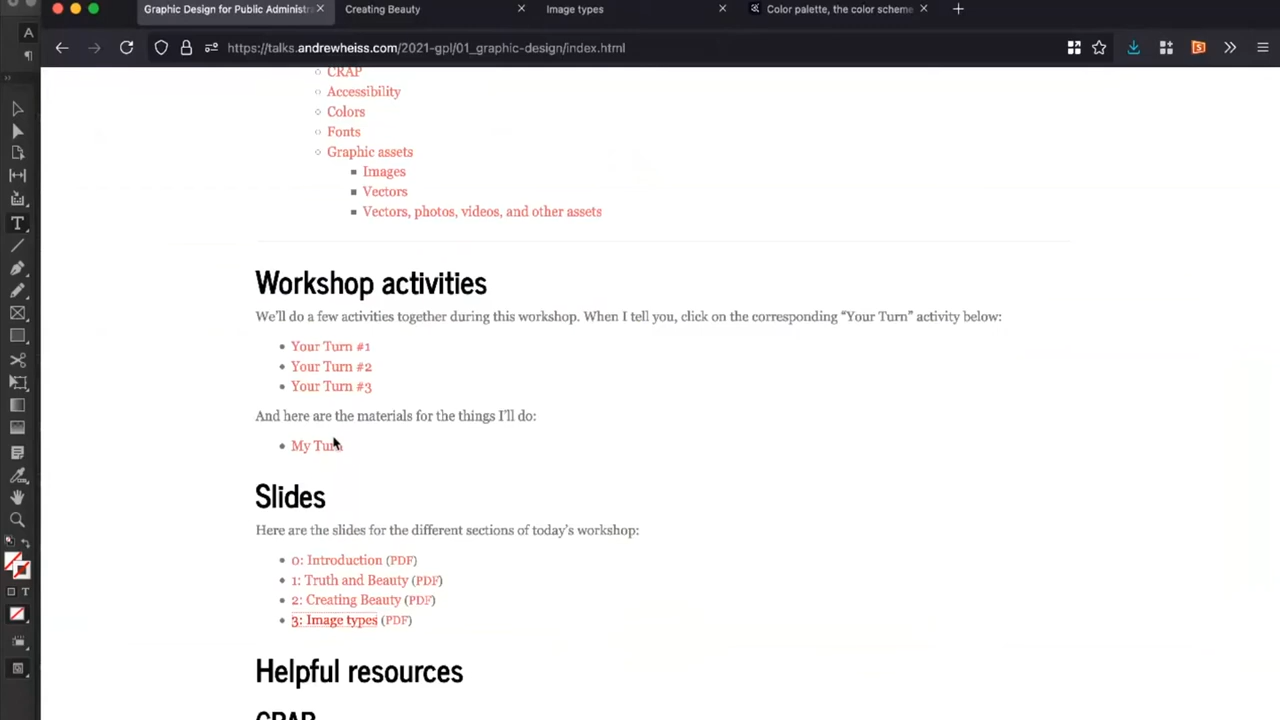 Graphic Design for Public Administra
Creating Beauty
Image types
Color palette, the color scheme
https://talks.andrewheiss.com/2021-gpl/01_graphic-design/index.html
CRAP
Accessibility
Colors
Fonts
Graphic assets
Images
Vectors
Vectors, photos, videos, and other assets
Workshop activities
We'll do a few activities together during this workshop. When I tell you, click on the corresponding “Your Turn” activity below:
Your Turn #1
Your Turn #2
Your Turn #3
And here are the materials for the things I'll do:
My Turn
Slides
Here are the slides for the different sections of today's workshop:
0: Introduction (PDF)
1: Truth and Beauty (PDF)
2: Creating Beauty (PDF)
3: Image types (PDF)
Helpful resources
CRAP